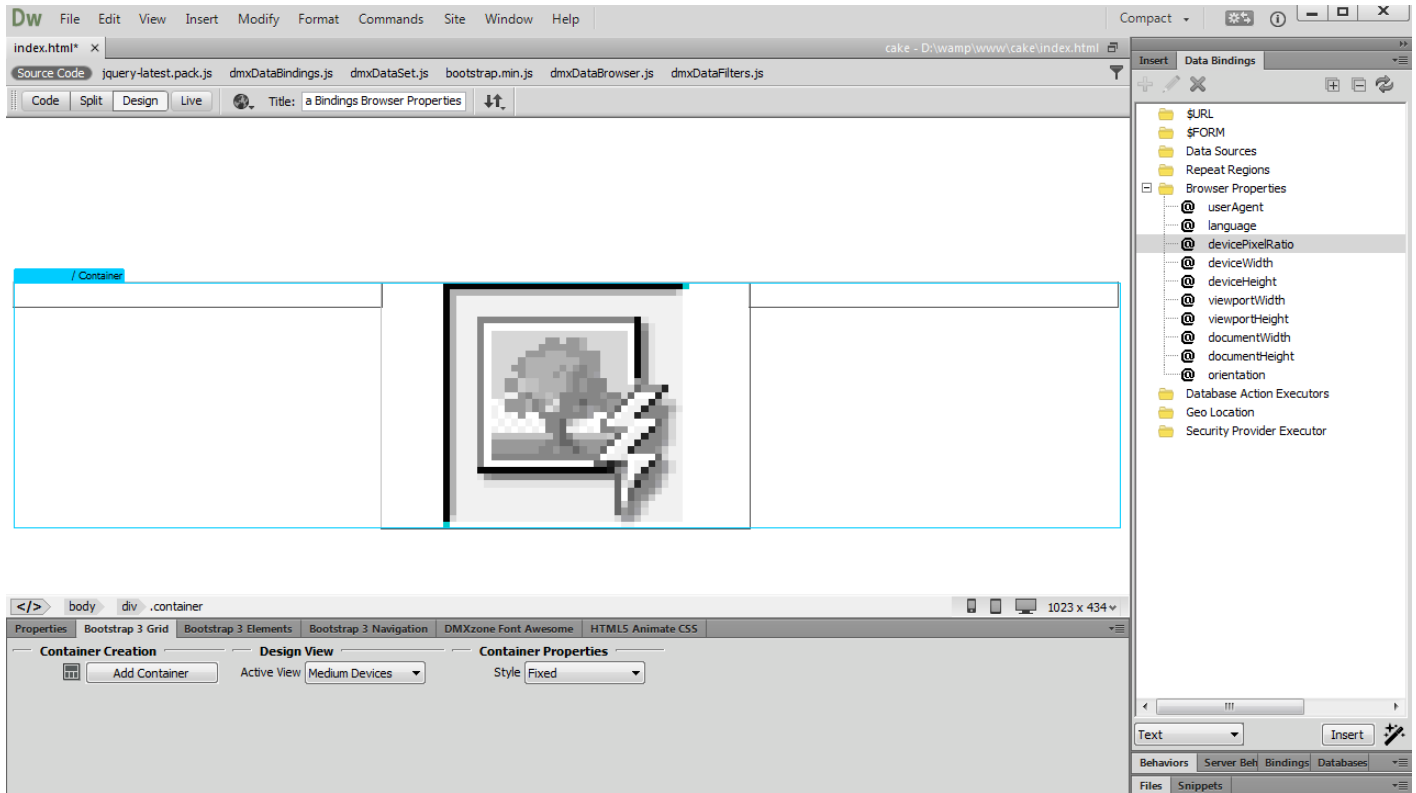 Dw File Edit View Insert Modify Format Commands Site Window Help Compact
index.html* × cake - D:\wamp\www\cake\index.html
Source Code jquery-latest.pack.js dmxDataBindings.js dmxDataSet.js bootstrap.min.js dmxDataBrowser.js dmxDataFilters.js
Code Split Design Live Title: a Bindings Browser Properties
/ Container
</> body div .container 1023 x 434
Properties Bootstrap 3 Grid Bootstrap 3 Elements Bootstrap 3 Navigation DMXzone Font Awesome HTML5 Animate CSS
Container Creation Design View Container Properties
Add Container Active View Medium Devices Style Fixed
Insert Data Bindings
$URL
$FORM
Data Sources
Repeat Regions
Browser Properties
@ userAgent
@ language
@ devicePixelRatio
@ deviceWidth
@ deviceHeight
@ viewportWidth
@ viewportHeight
@ documentWidth
@ documentHeight
@ orientation
Database Action Executors
Geo Location
Security Provider Executor
Text Insert
Behaviors Server Beh Bindings Databases
Files Snippets